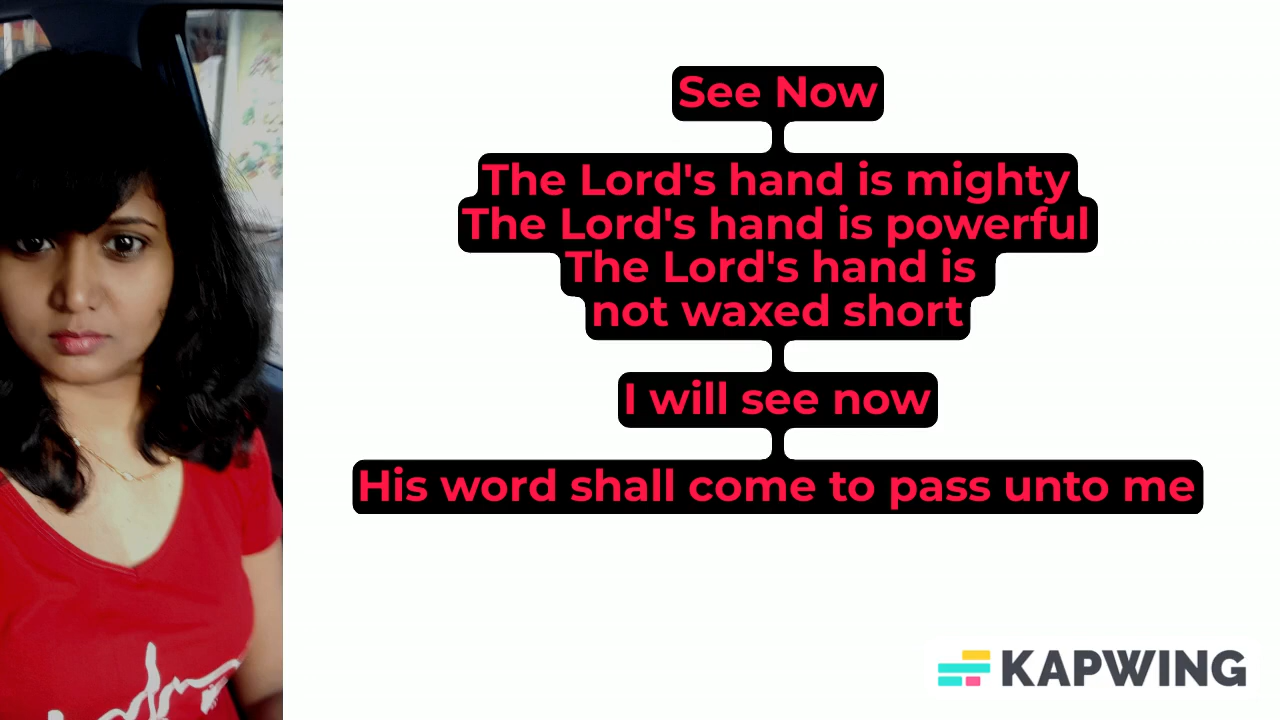 See Now
The Lord's hand is mighty
The Lord's hand is powerful
The Lord's hand is
not waxed short
I will see now
His word shall come to pass unto me
KAPWING